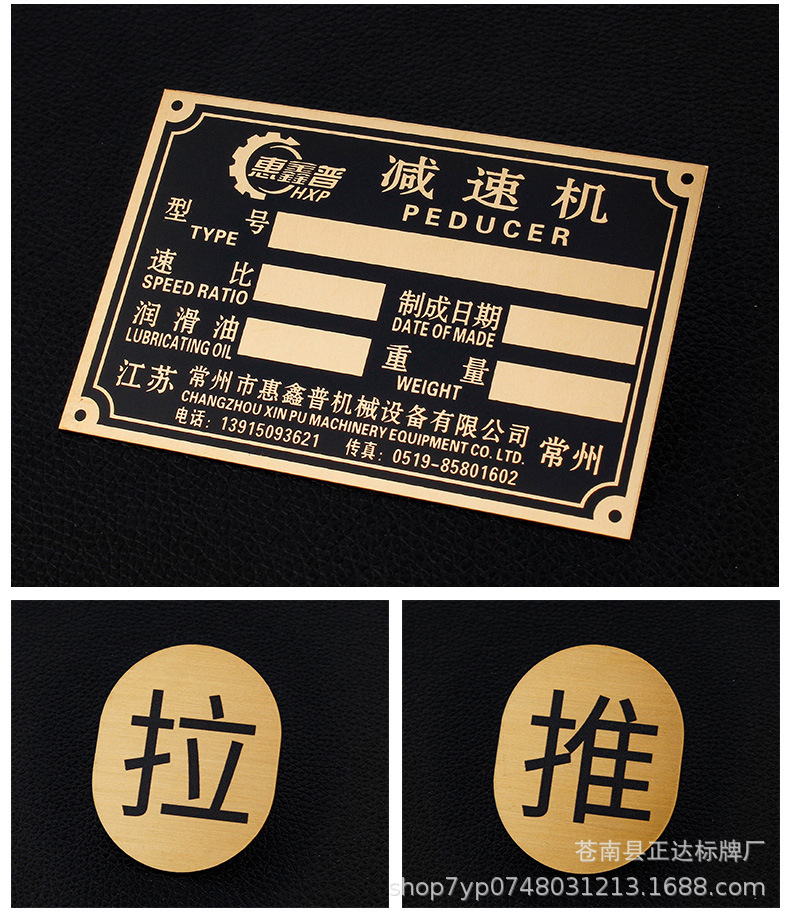 惠鑫普
HXP
减速机
PEDUCER
型号
TYPE
速比
SPEED RATIO
制成日期
DATE OF MADE
润滑油
LUBRICATING OIL
重量
WEIGHT
江苏 常州市惠鑫普机械设备有限公司 常州
CHANGZHOU XIN PU MACHINERY EQUIPMENT CO. LTD.
电话: 13915093621 传真: 0519-85801602
拉
推
苍南县正达标牌厂
shop7yp0748031213.1688.com